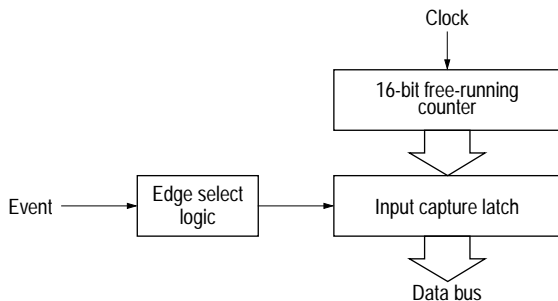 Clock
16-bit free-running
counter
Event
Edge select
logic
Input capture latch
Data bus